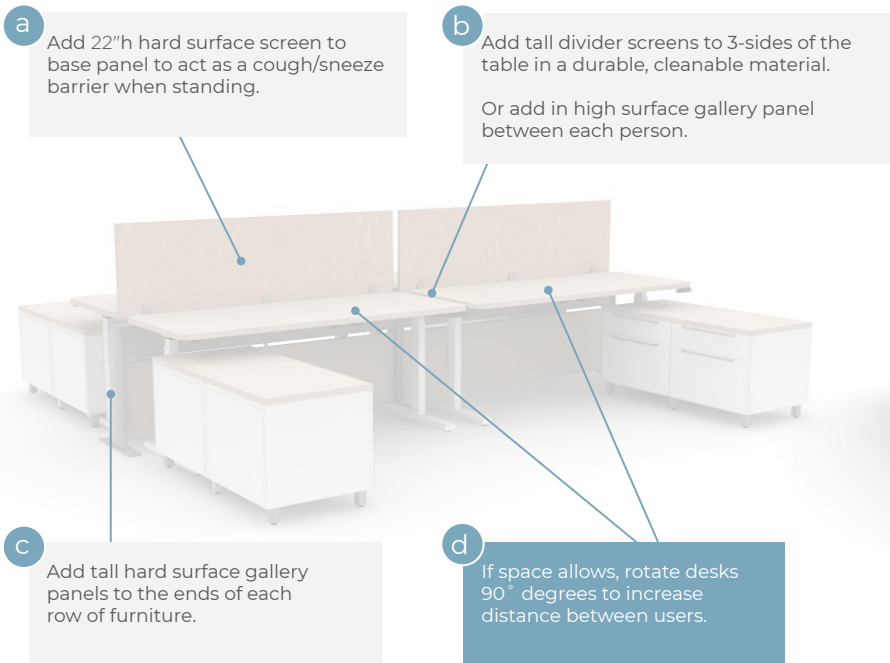 a
Add 22"h hard surface screen to
base panel to act as a cough/sneeze
barrier when standing.
b
Add tall divider screens to 3-sides of the
table in a durable, cleanable material.
Or add in high surface gallery panel
between each person.
c
Add tall hard surface gallery
panels to the ends of each
row of furniture.
d
If space allows, rotate desks
90˚ degrees to increase
distance between users.